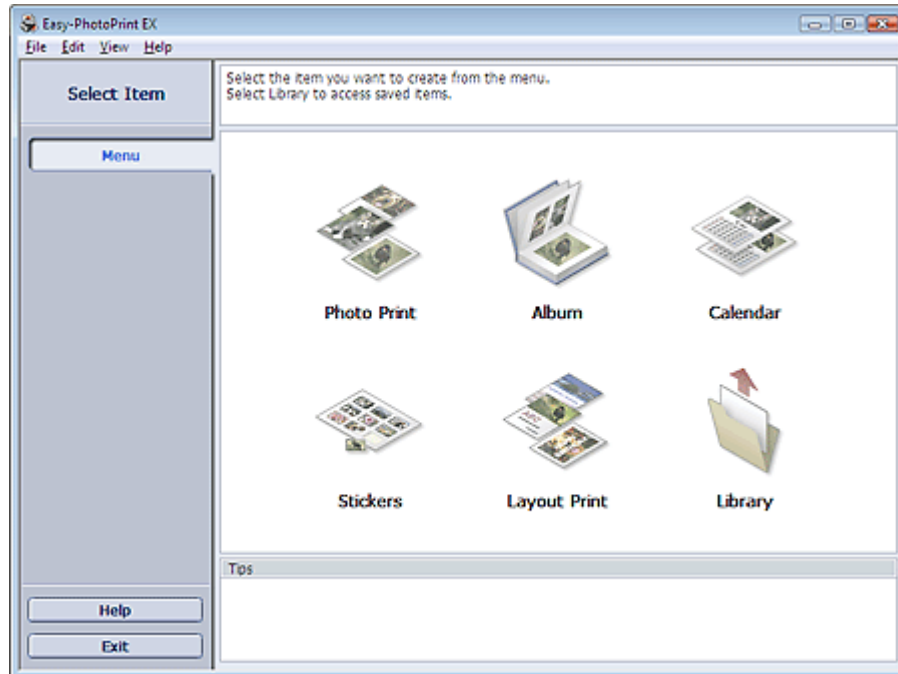 Easy-PhotoPrint EX
File Edit View Help
Select Item
Select the item you want to create from the menu.
Select Library to access saved items.
Menu
Photo Print
Album
Calendar
Stickers
Layout Print
Library
Tips
Help
Exit